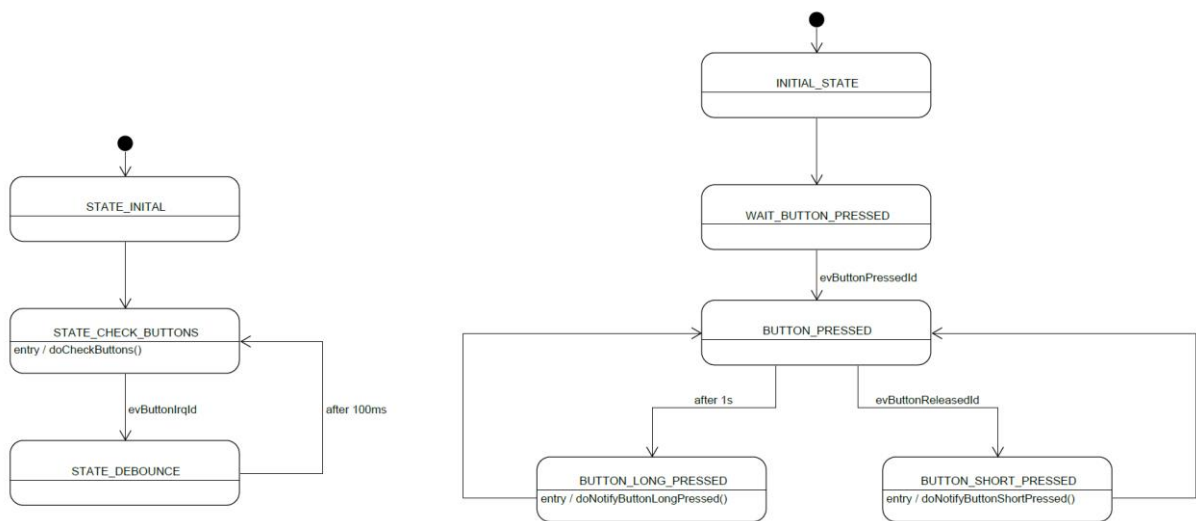 STATE_INITAL
STATE_CHECK_BUTTONS
entry / doCheckButtons()
evButtonIrqId
after 100ms
STATE_DEBOUNCE
INITIAL_STATE
WAIT_BUTTON_PRESSED
evButtonPressedId
BUTTON_PRESSED
after 1s
evButtonReleasedId
BUTTON_LONG_PRESSED
entry / doNotifyButtonLongPressed()
BUTTON_SHORT_PRESSED
entry / doNotifyButtonShortPressed()